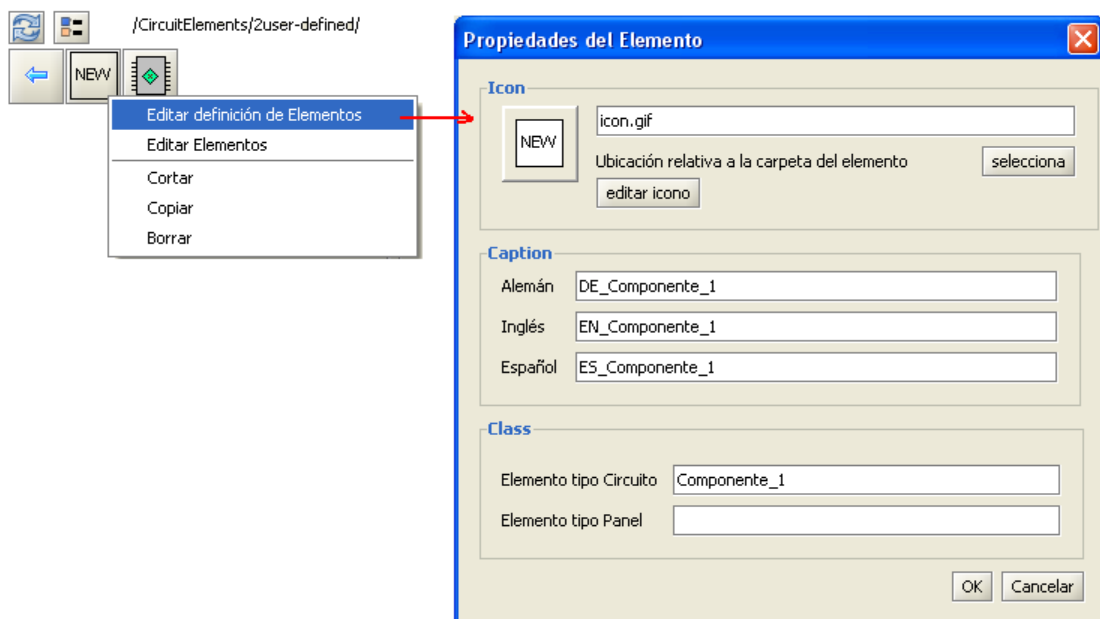 /CircuitElements/2user-defined/
NEW
Editar definición de Elementos
Editar Elementos
Cortar
Copiar
Borrar
Propiedades del Elemento
Icon
NEW
icon.gif
Ubicación relativa a la carpeta del elemento
selecciona
editar icono
Caption
Alemán DE_Componente_1
Inglés EN_Componente_1
Español ES_Componente_1
Class
Elemento tipo Circuito Componente_1
Elemento tipo Panel
OK Cancelar